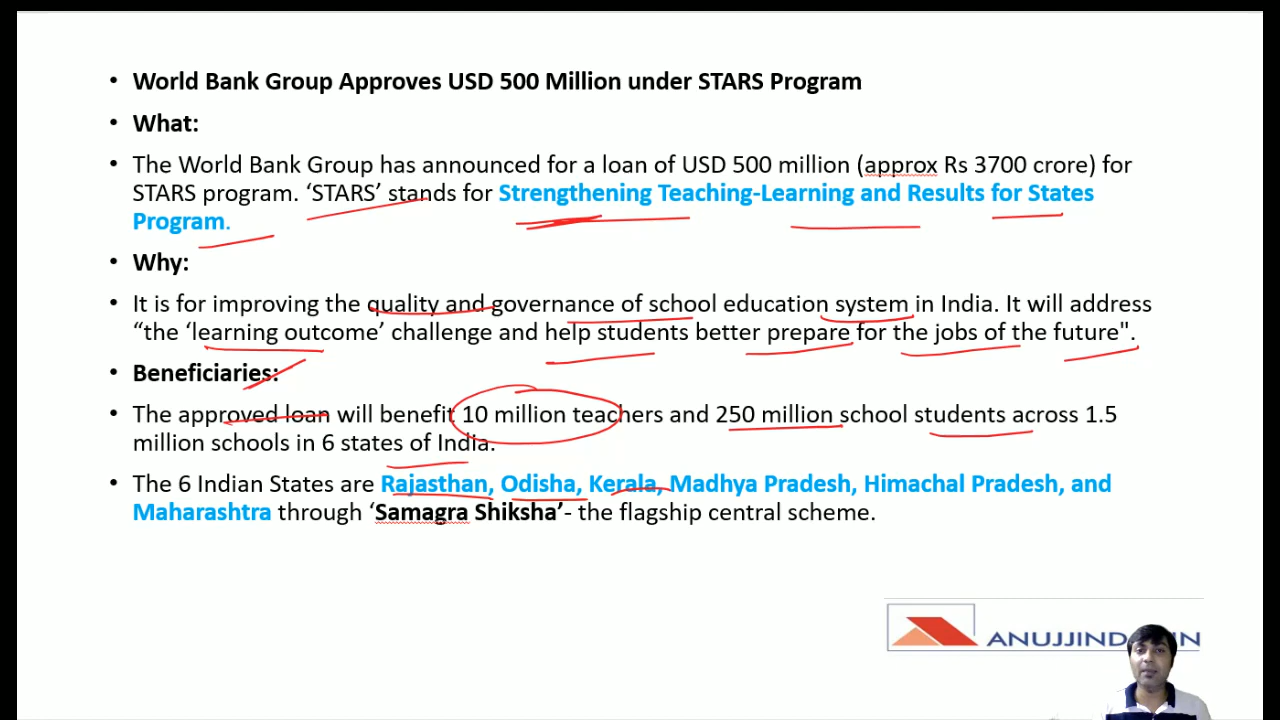 • World Bank Group Approves USD 500 Million under STARS Program
• What:
• The World Bank Group has announced for a loan of USD 500 million (approx Rs 3700 crore) for
STARS program. ‘STARS’ stands for Strengthening Teaching-Learning and Results for States
Program.
• Why:
• It is for improving the quality and governance of school education system in India. It will address
“the ‘learning outcome’ challenge and help students better prepare for the jobs of the future".
• Beneficiaries:
• The approved loan will benefit 10 million teachers and 250 million school students across 1.5
million schools in 6 states of India.
• The 6 Indian States are Rajasthan, Odisha, Kerala, Madhya Pradesh, Himachal Pradesh, and
Maharashtra through ‘Samagra Shiksha’- the flagship central scheme.